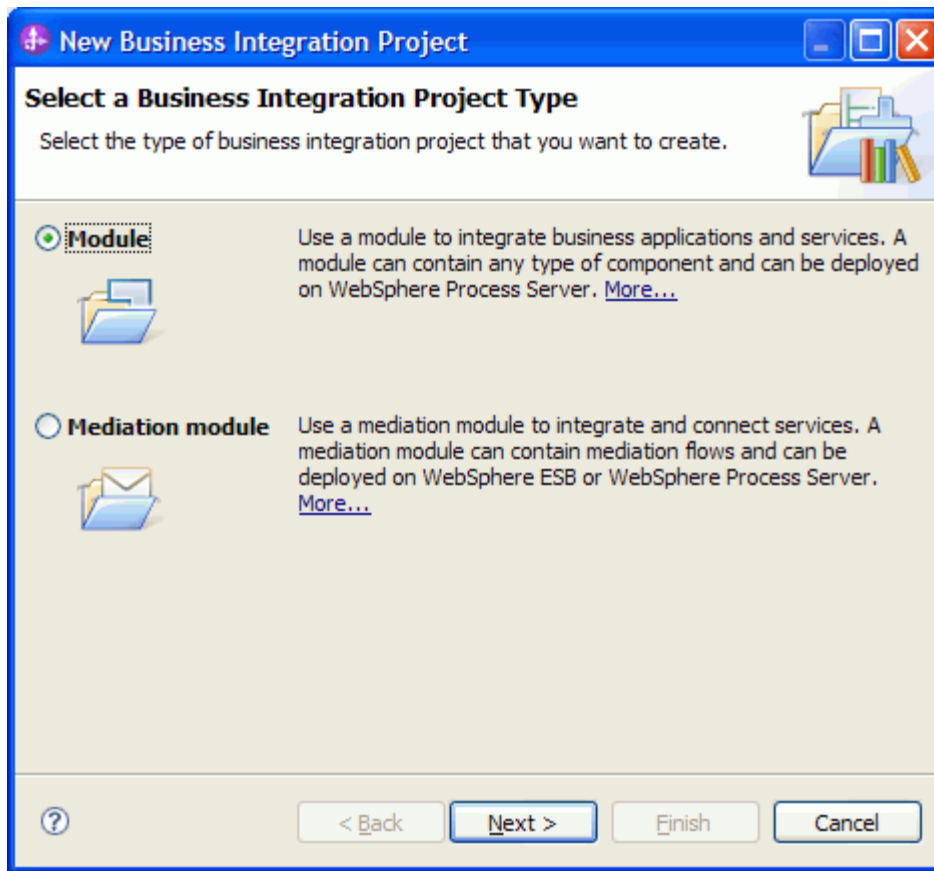 New Business Integration Project
Select a Business Integration Project Type
Select the type of business integration project that you want to create.
Module
Use a module to integrate business applications and services. A
module can contain any type of component and can be deployed
on WebSphere Process Server. More...
Mediation module
Use a mediation module to integrate and connect services. A
mediation module can contain mediation flows and can be
deployed on WebSphere ESB or WebSphere Process Server.
More...
?
< Back
Next >
Finish
Cancel